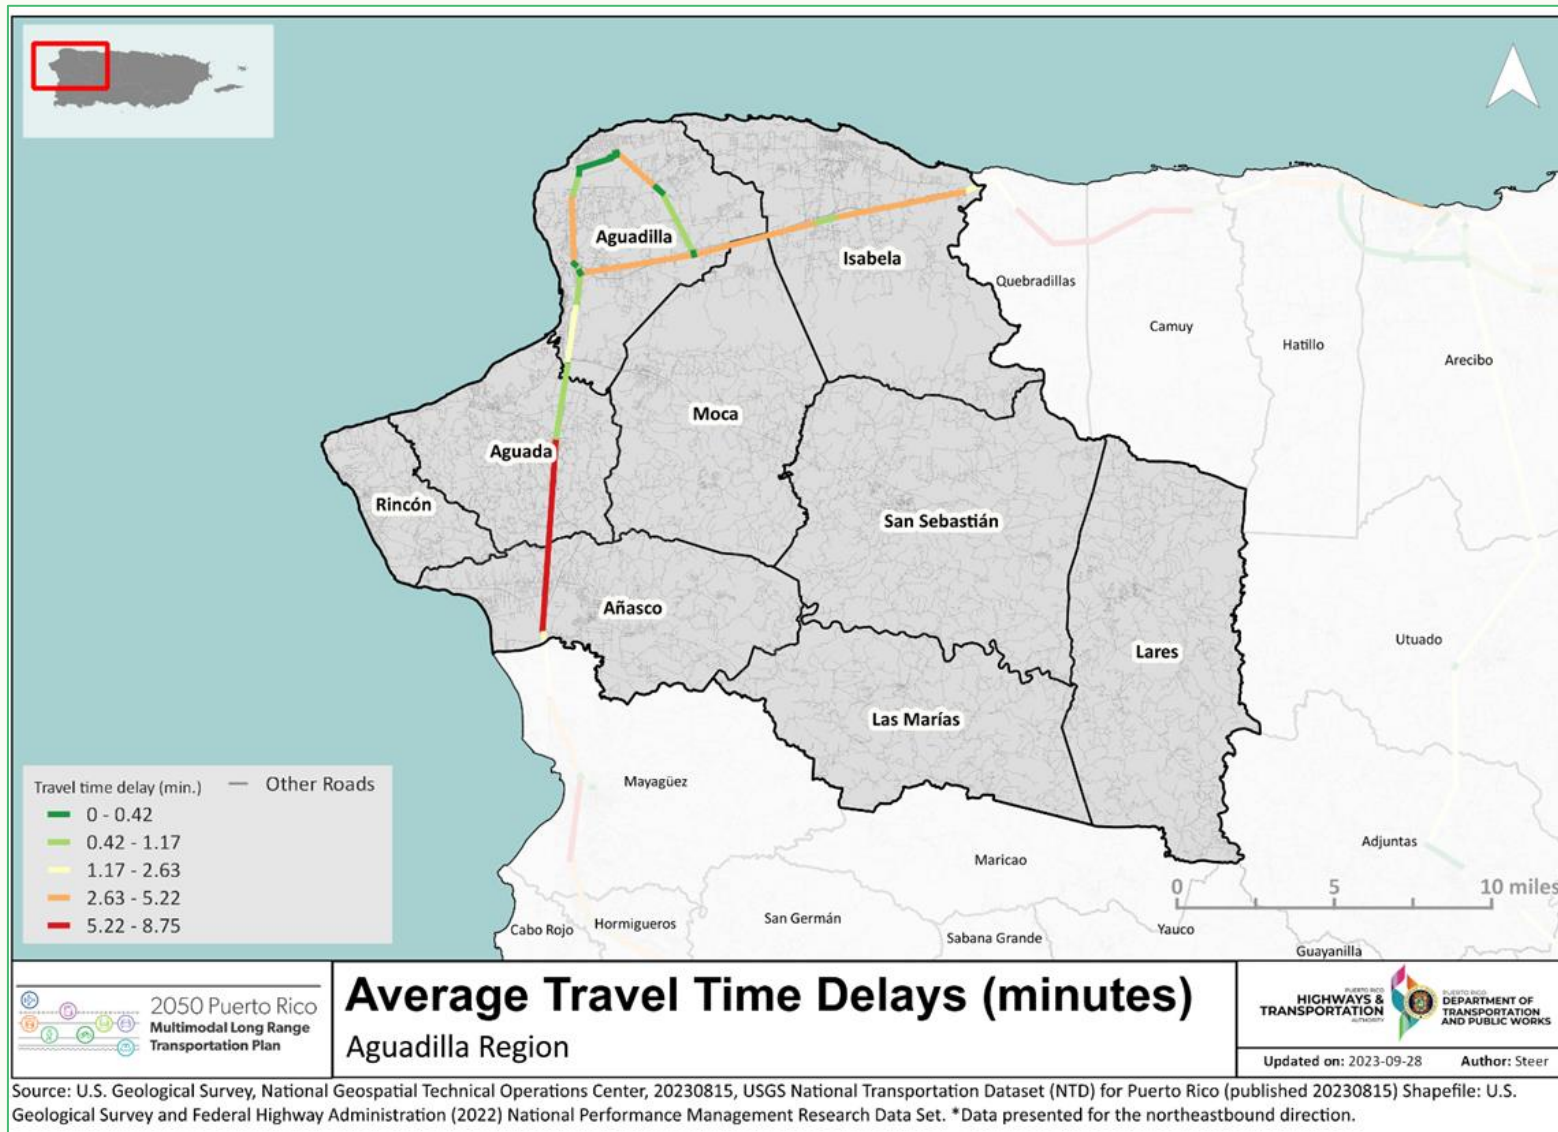 Aguadilla
Isabela
Quebradillas
Camuy
Hatillo
Arecibo
Moca
Aguada
Rincón
San Sebastián
Añasco
Lares
Utuado
Las Marías
Mayagüez
Maricao
Adjuntas
Cabo Rojo
Hormigueros
San Germán
Sabana Grande
Yauco
Guayanilla
0 5 10 miles
Travel time delay (min.) Other Roads
0 - 0.42
0.42 - 1.17
1.17 - 2.63
2.63 - 5.22
5.22 - 8.75
2050 Puerto Rico
Multimodal Long Range
Transportation Plan
Average Travel Time Delays (minutes)
Aguadilla Region
PUERTO RICO
HIGHWAYS &
TRANSPORTATION
AUTHORITY
PUERTO RICO
DEPARTMENT OF
TRANSPORTATION
AND PUBLIC WORKS
Updated on: 2023-09-28 Author: Steer
Source: U.S. Geological Survey, National Geospatial Technical Operations Center, 20230815, USGS National Transportation Dataset (NTD) for Puerto Rico (published 20230815) Shapefile: U.S.
Geological Survey and Federal Highway Administration (2022) National Performance Management Research Data Set. *Data presented for the northeastbound direction.